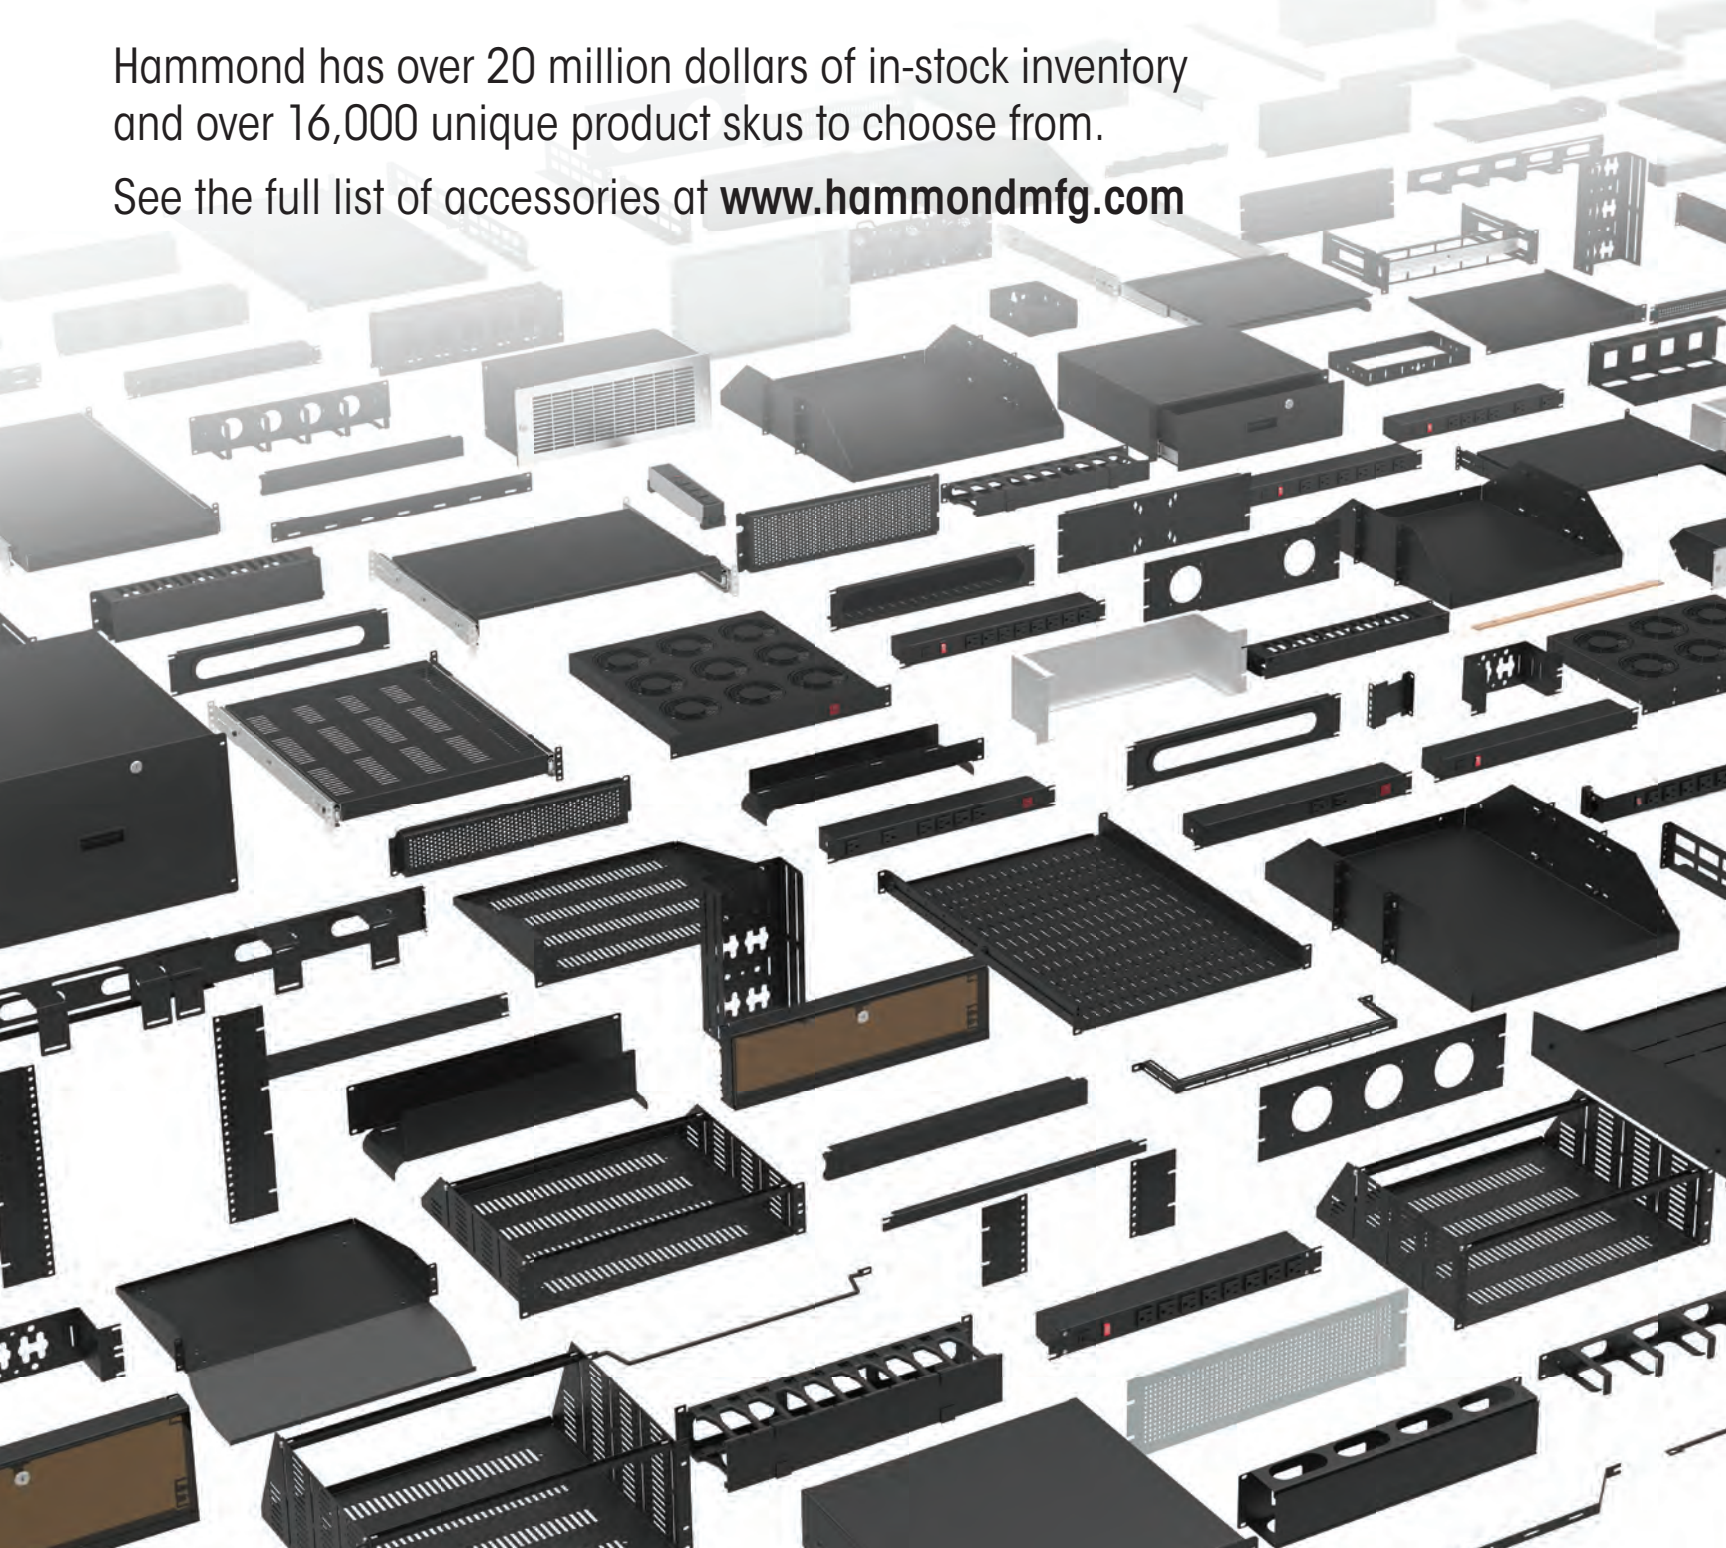 Hammond has over 20 million dollars of in-stock inventory
and over 16,000 unique product skus to choose from.
See the full list of accessories at www.hammondmfg.com